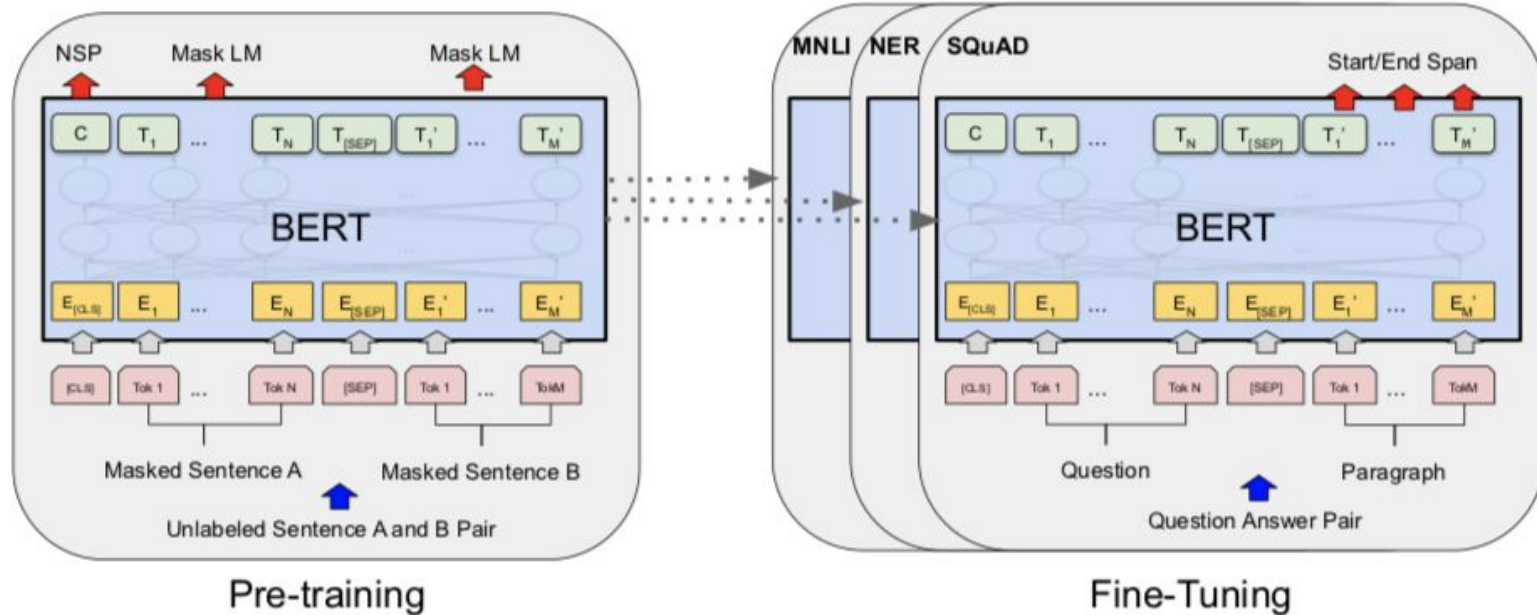 NSP Mask LM Mask LM
C T1 ... TN T[SEP] T1' ... TM'
BERT
E[CLS] E1 ... EN E[SEP] E1' ... EM'
[CLS] Tok 1 ... Tok N [SEP] Tok 1 ... TokM
Masked Sentence A Masked Sentence B
Unlabeled Sentence A and B Pair
Pre-training
MNLI NER SQuAD
Start/End Span
C T1 ... TN T[SEP] T1' ... TM'
BERT
E[CLS] E1 ... EN E[SEP] E1' ... EM'
[CLS] Tok 1 ... Tok N [SEP] Tok 1 ... TokM
Question Paragraph
Question Answer Pair
Fine-Tuning